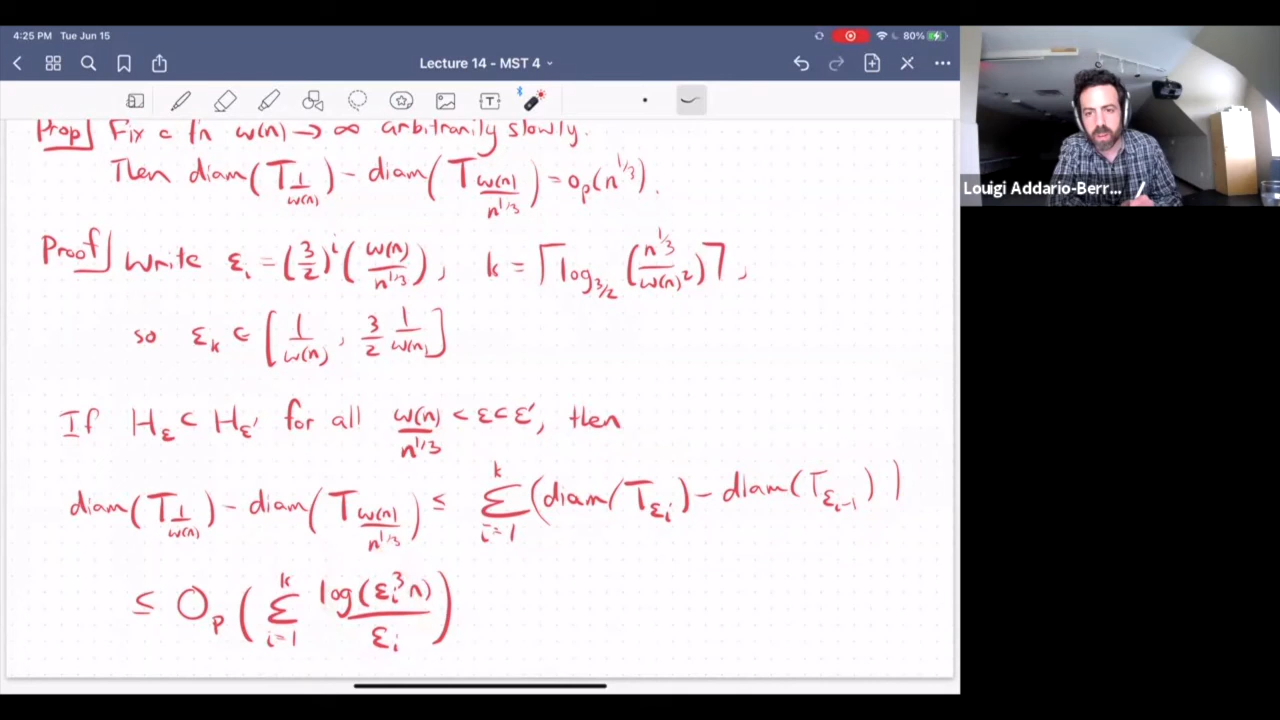 4:25 PM Tue Jun 15
80%
Lecture 14 - MST 4
Prop] Fix a fn w(n) → ∞ arbitrarily slowly.
Then diam(T_{1/w(n)}) - diam(T_{w(n)/n^{1/3}}) = o_p(n^{1/3}).
Louigi Addario-Berr...
Proof] Write ε_i = (3/2)^i (w(n)/n^{1/3}), k = ⌈log_{3/2} (n^{1/3}/w(n)^2)⌉,
so ε_k ∈ [1/w(n), 3/2 1/w(n)]
If H_ε ⊂ H_ε' for all w(n)/n^{1/3} < ε < ε', then
diam(T_{1/w(n)}) - diam(T_{w(n)/n^{1/3}}) ≤ Σ_{i=1}^{k} (diam(T_{ε_i}) - diam(T_{ε_{i-1}}))
≤ O_p (Σ_{i=1}^{k} log(ε_i^3 n)/ε_i)